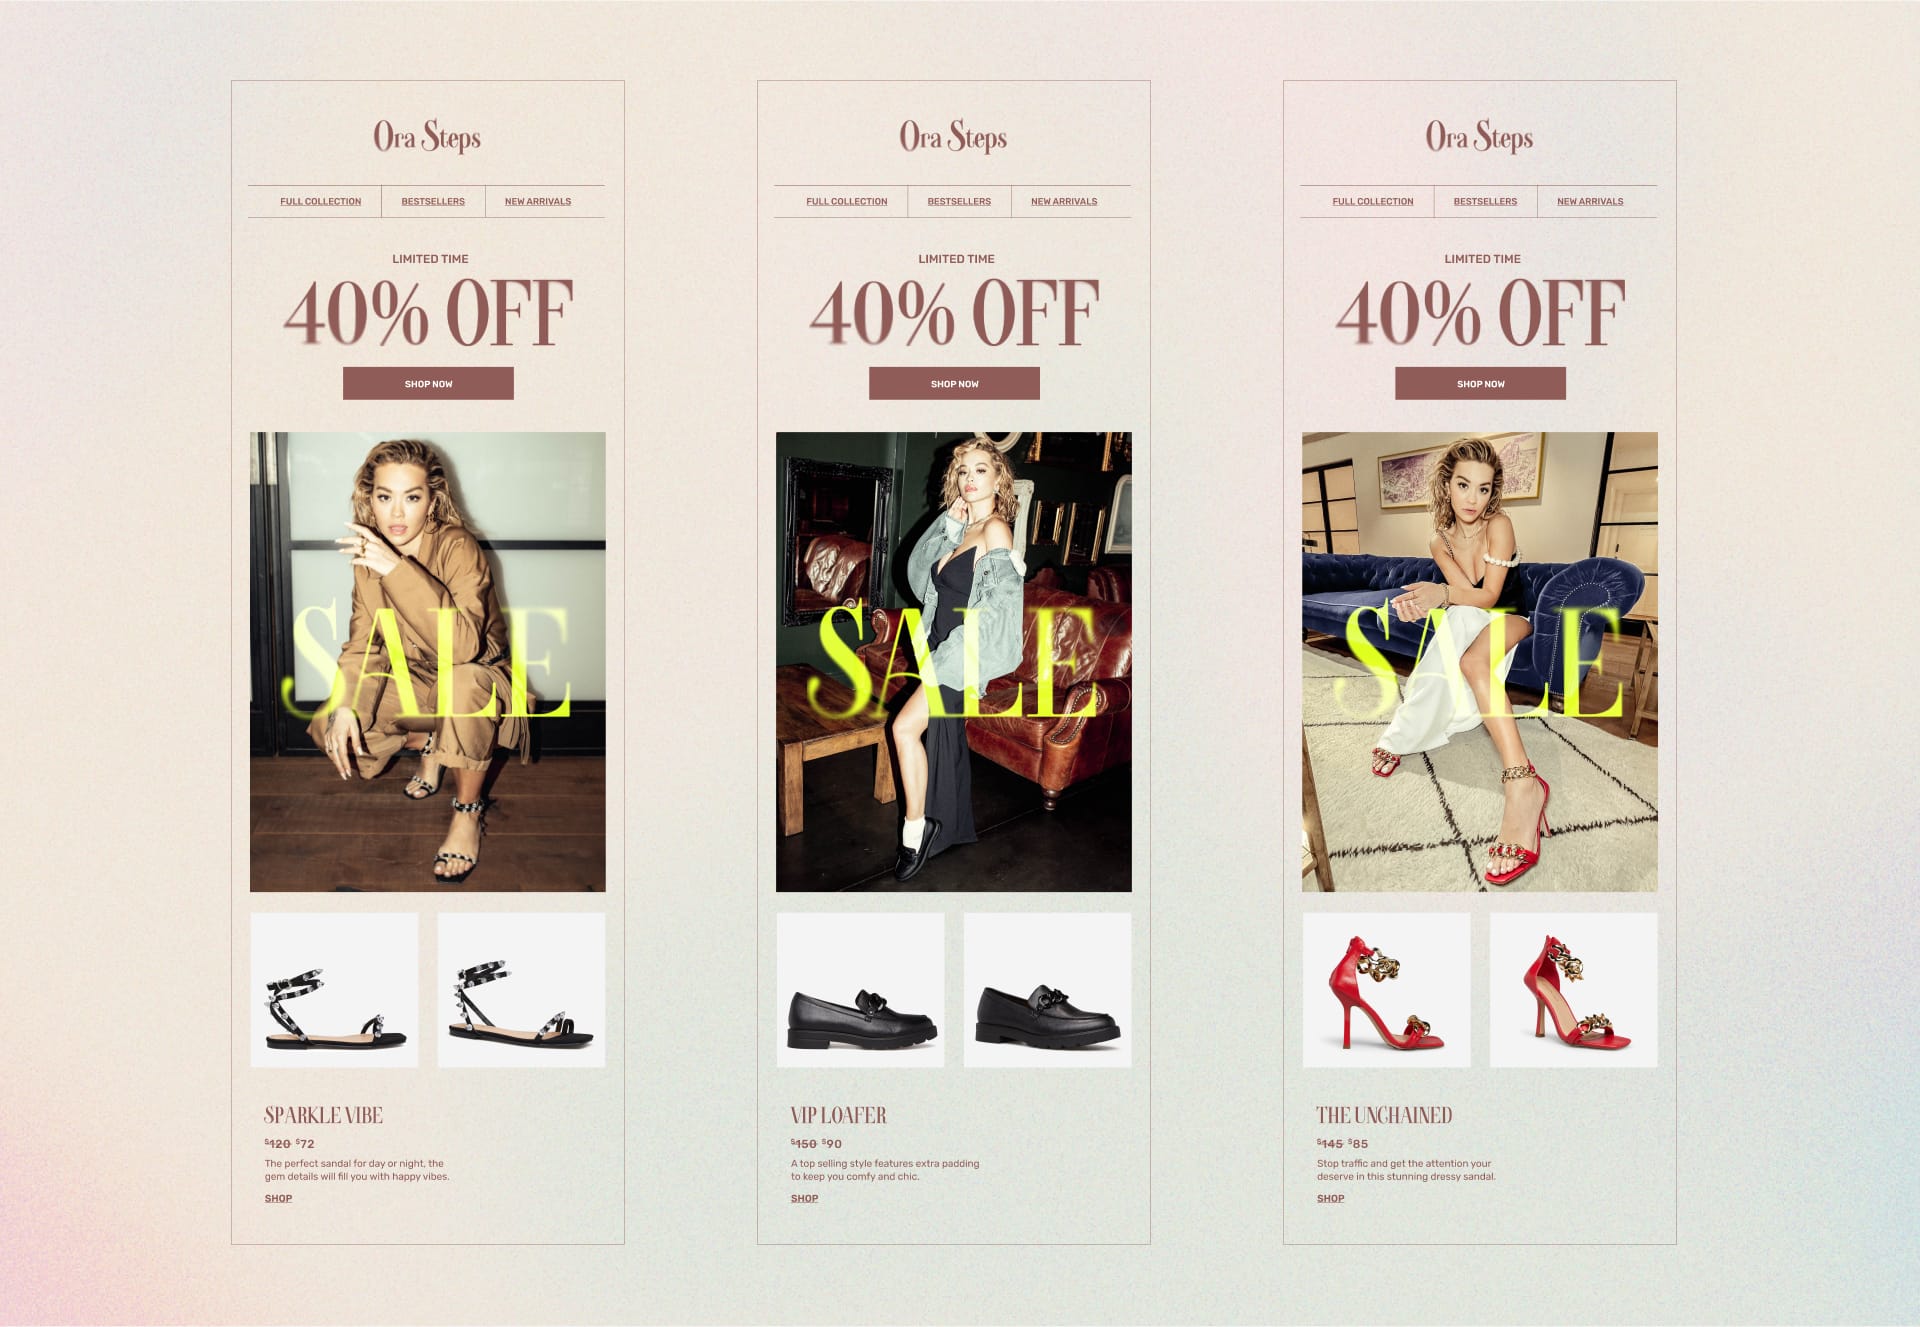 Ora Steps
FULL COLLECTION
BESTSELLERS
NEW ARRIVALS
LIMITED TIME
40% OFF
SHOP NOW
SALE
SPARKLE VIBE
$120 $72
The perfect sandal for day or night, the
gem details will fill you with happy vibes.
SHOP
Ora Steps
FULL COLLECTION
BESTSELLERS
NEW ARRIVALS
LIMITED TIME
40% OFF
SHOP NOW
SALE
VIP LOAFER
$150 $90
A top selling style features extra padding
to keep you comfy and chic.
SHOP
Ora Steps
FULL COLLECTION
BESTSELLERS
NEW ARRIVALS
LIMITED TIME
40% OFF
SHOP NOW
SALE
THE UNCHAINED
$145 $85
Stop traffic and get the attention your
deserve in this stunning dressy sandal.
SHOP